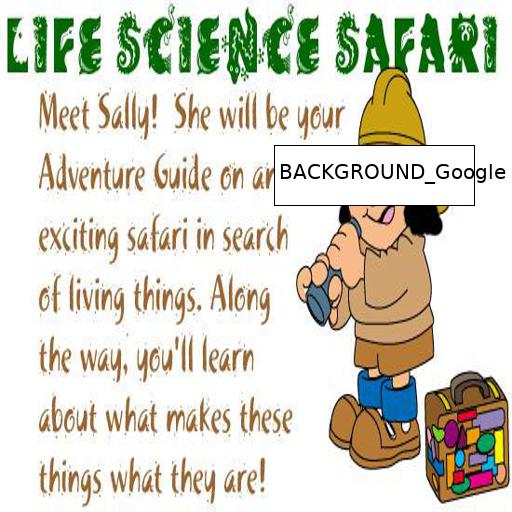 LIFE SCIENCE SAFARI
Meet Sally! She will be your
Adventure Guide on an
BACKGROUND_Google
exciting safari in search
of living things. Along
the way, you'll learn
about what makes these
things what they are!